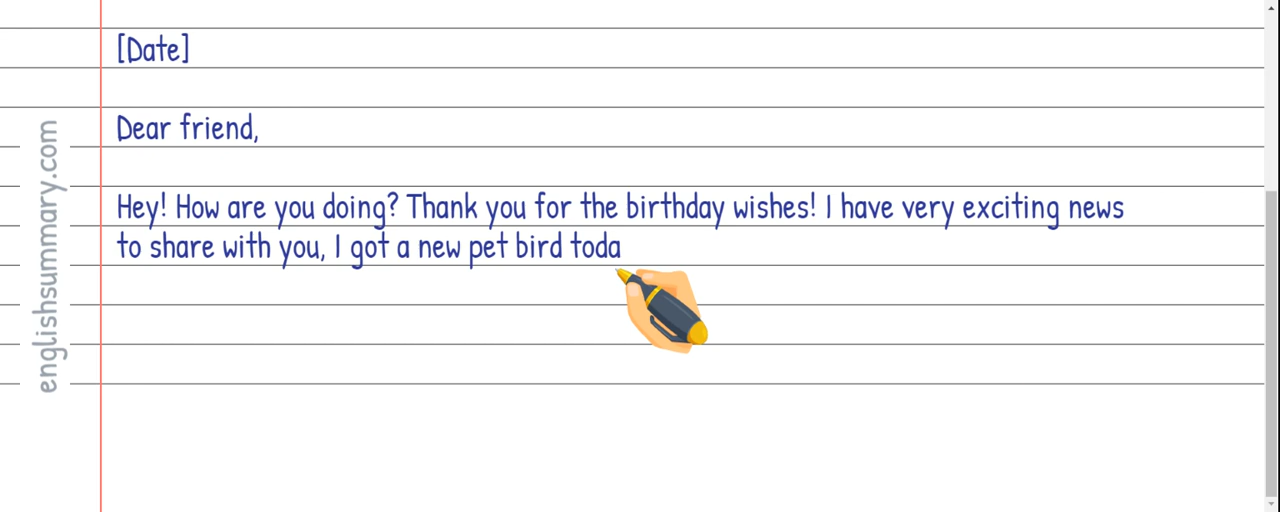 [Date]
Dear friend,
Hey! How are you doing? Thank you for the birthday wishes! I have very exciting news
to share with you, I got a new pet bird toda
englishsummary.com